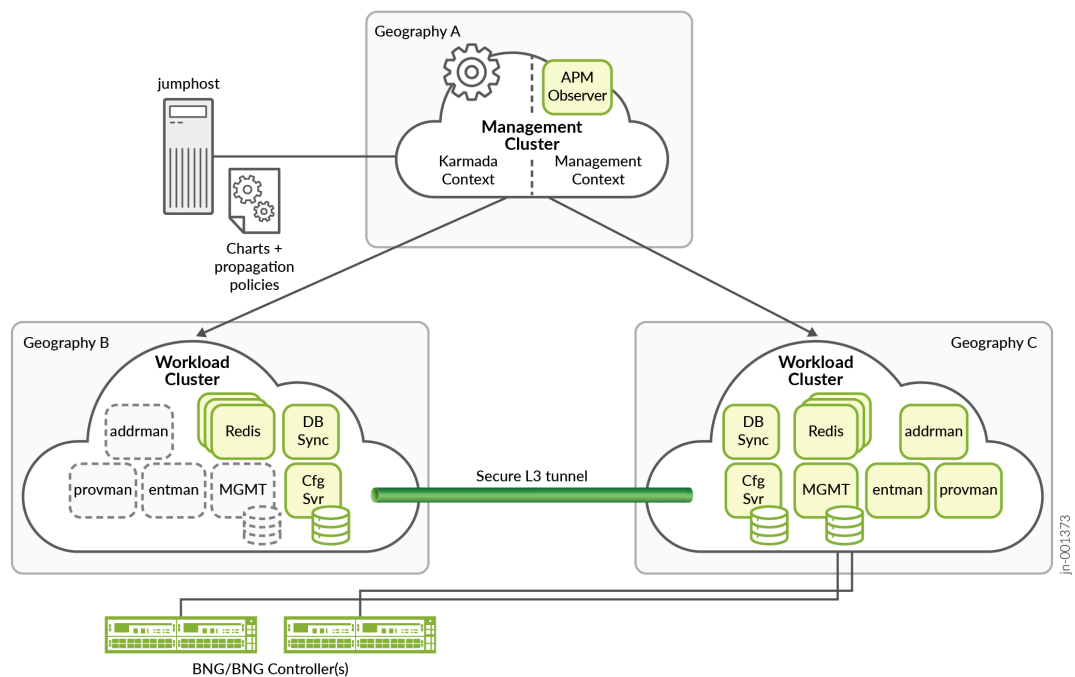 Geography A
jumphost
APM
Observer
Management
Cluster
Karmada
Context
Management
Context
Charts +
propagation
policies
Geography B
Workload
Cluster
addrman
Redis
DB
Sync
provman
entman
MGMT
Cfg
Svr
Secure L3 tunnel
Geography C
Workload
Cluster
DB
Sync
Redis
addrman
Cfg
Svr
MGMT
entman
provman
BNG/BNG Controller(s)
jn-001373